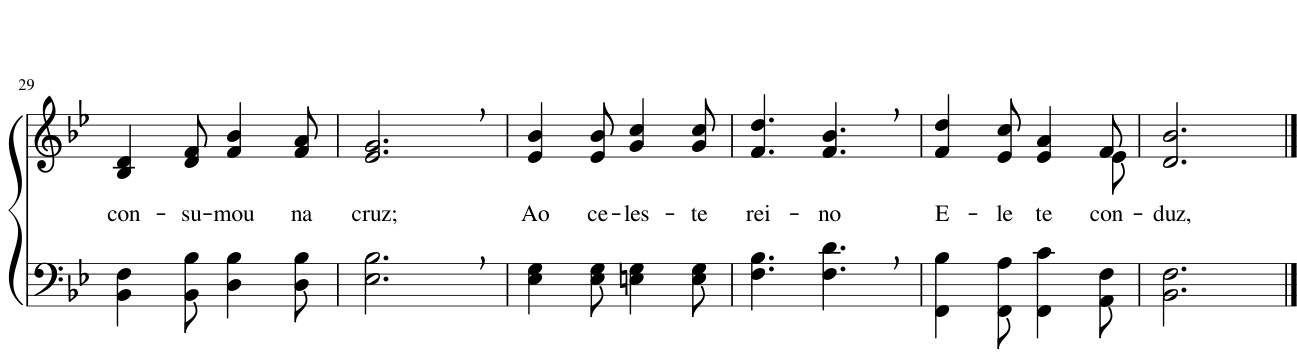 29
con - su - mou na cruz; Ao ce - les - te rei - no E - le te con - duz,